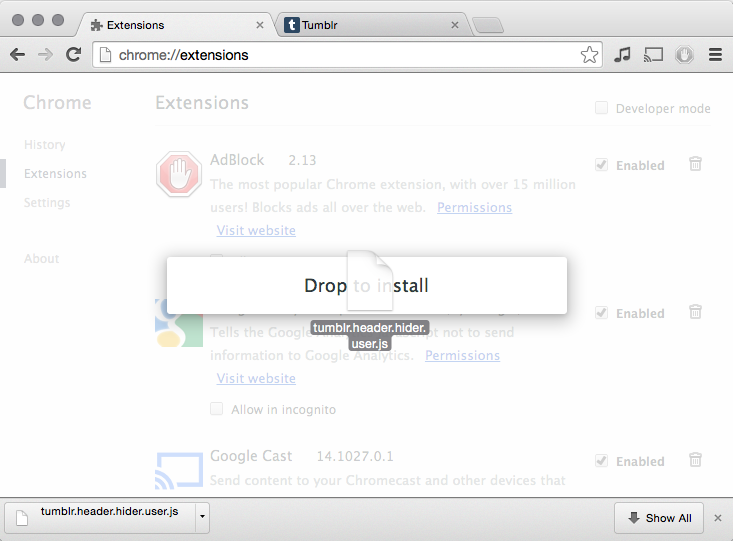 Extensions
Tumblr
chrome://extensions
Chrome
Extensions
Developer mode
History
Extensions
Settings
About
AdBlock 2.13
Enabled
The most popular Chrome extension, with over 15 million
users! Blocks ads all over the web. Permissions
Visit website
Drop to install
tumblr.header.hider.
user.js
Enabled
Tells the Google
not to send
information to Google Analytics. Permissions
Visit website
Allow in incognito
Google Cast 14.1027.0.1
Enabled
Send content to your Chromecast and other devices that
tumblr.header.hider.user.js
Show All